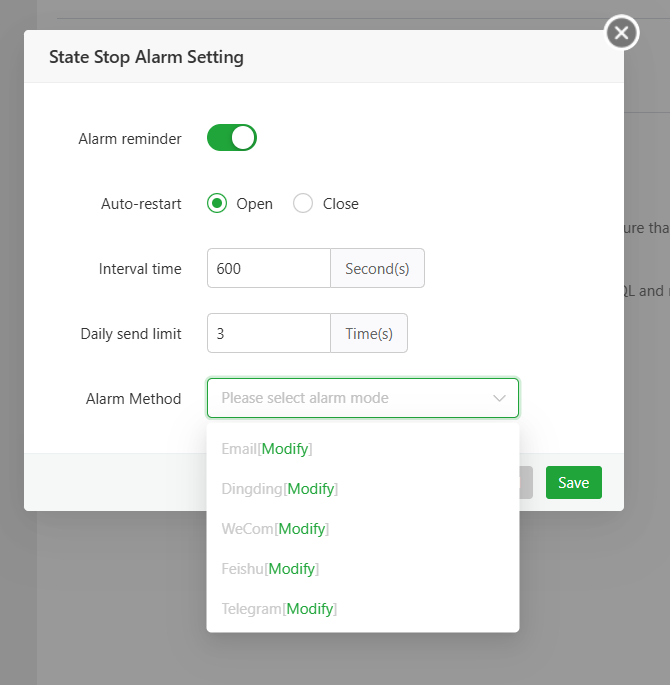 State Stop Alarm Setting
Alarm reminder
Auto-restart Open Close
ure tha
Interval time 600 Second(s)
QL and
Daily send limit 3 Time(s)
Alarm Method Please select alarm mode
Email[Modify]
Save
Dingding[Modify]
WeCom[Modify]
Feishu[Modify]
Telegram[Modify]